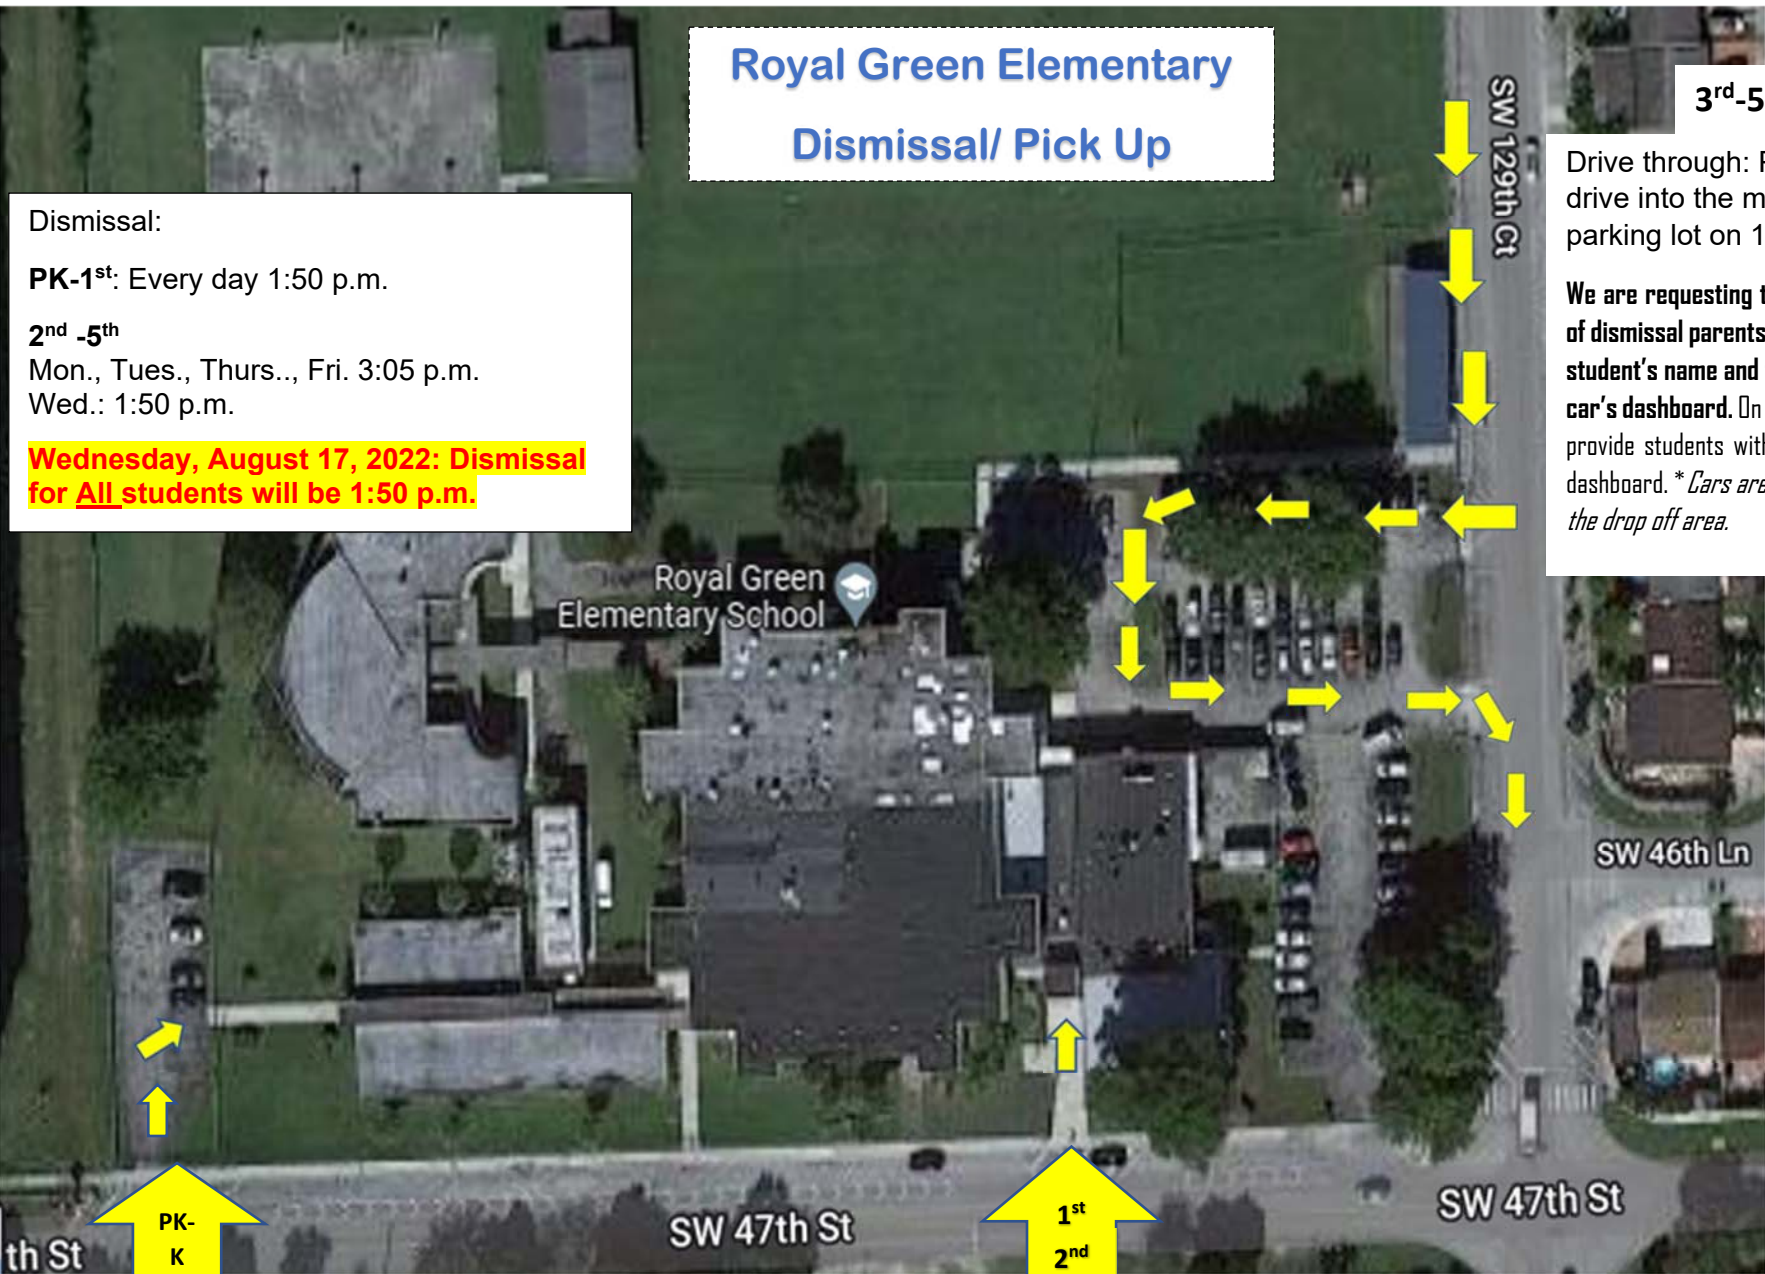 Royal Green Elementary
Dismissal/ Pick Up
3rd-5
Drive through: P
drive into the m
parking lot on 1
We are requesting t
of dismissal parents
student's name and
car's dashboard. On
provide students with
dashboard. *Cars are
the drop off area.
Dismissal:
PK-1st: Every day 1:50 p.m.
2nd -5th
Mon., Tues., Thurs.., Fri. 3:05 p.m.
Wed.: 1:50 p.m.
Wednesday, August 17, 2022: Dismissal
for All students will be 1:50 p.m.
SW 129th Ct
Royal Green
Elementary School
SW 46th Ln
SW 47th St
SW 47th St
th St
PK-
K
1st
2nd